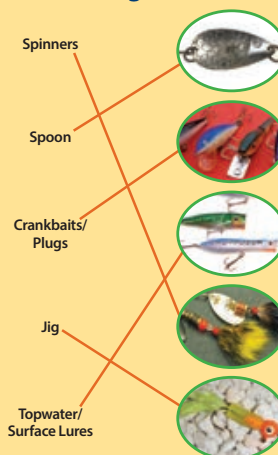 Spinners
Spoon
Crankbaits/
Plugs
Jig
Topwater/
Surface Lures